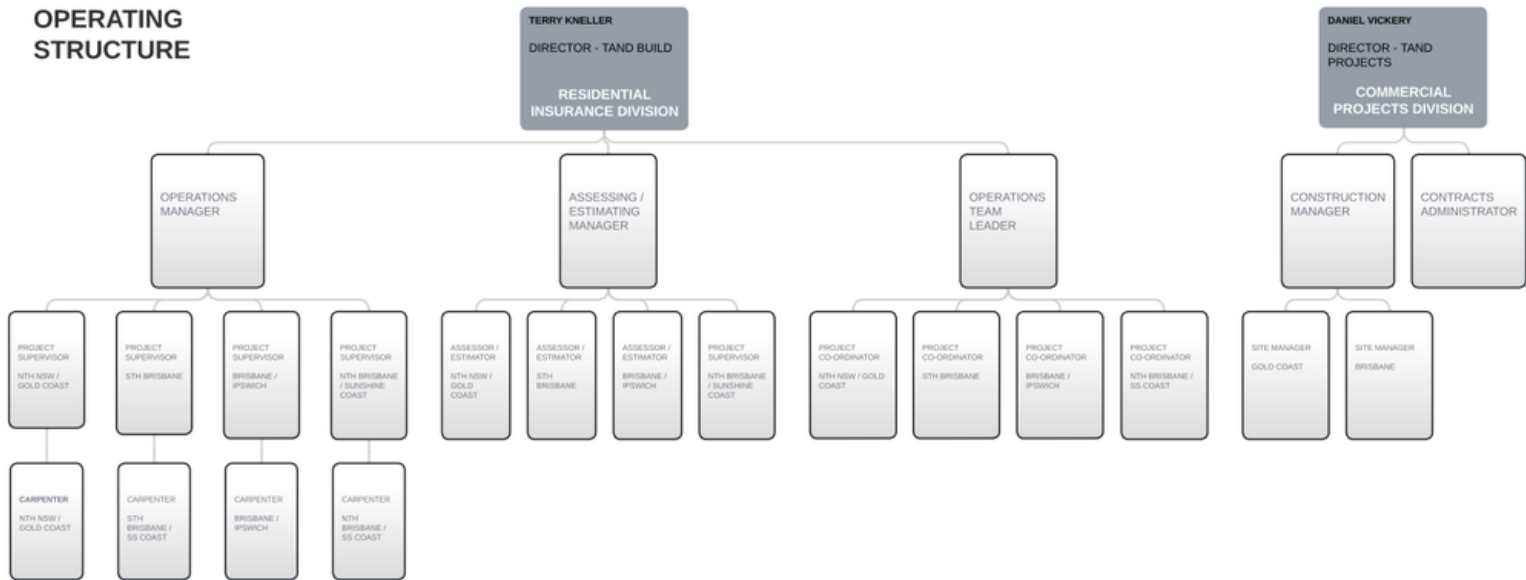 OPERATING
STRUCTURE
TERRY KNELLER
DIRECTOR - TAND BUILD
RESIDENTIAL
INSURANCE DIVISION
DANIEL VICKERY
DIRECTOR - TAND
PROJECTS
COMMERCIAL
PROJECTS DIVISION
OPERATIONS
MANAGER
ASSESSING /
ESTIMATING
MANAGER
OPERATIONS
TEAM
LEADER
CONSTRUCTION
MANAGER
CONTRACTS
ADMINISTRATOR
PROJECT
SUPERVISOR
NTH NSW /
GOLD COAST
PROJECT
SUPERVISOR
STH BRISBANE
PROJECT
SUPERVISOR
BRISBANE /
IPSWICH
PROJECT
SUPERVISOR
NTH BRISBANE
/ SUNSHINE
COAST
ASSESSOR /
ESTIMATOR
NTH NSW /
GOLD
COAST
ASSESSOR /
ESTIMATOR
STH
BRISBANE
ASSESSOR /
ESTIMATOR
BRISBANE /
IPSWICH
PROJECT
SUPERVISOR
NTH BRISBANE
/ SUNSHINE
COAST
PROJECT
CO-ORDINATOR
NTH NSW / GOLD
COAST
PROJECT
CO-ORDINATOR
STH BRISBANE
PROJECT
CO-ORDINATOR
BRISBANE /
IPSWICH
PROJECT
CO-ORDINATOR
NTH BRISBANE /
SS COAST
SITE MANAGER
GOLD COAST
SITE MANAGER
BRISBANE
CARPENTER
NTH NSW /
GOLD COAST
CARPENTER
STH
BRISBANE /
SS COAST
CARPENTER
BRISBANE /
IPSWICH
CARPENTER
NTH
BRISBANE /
SS COAST